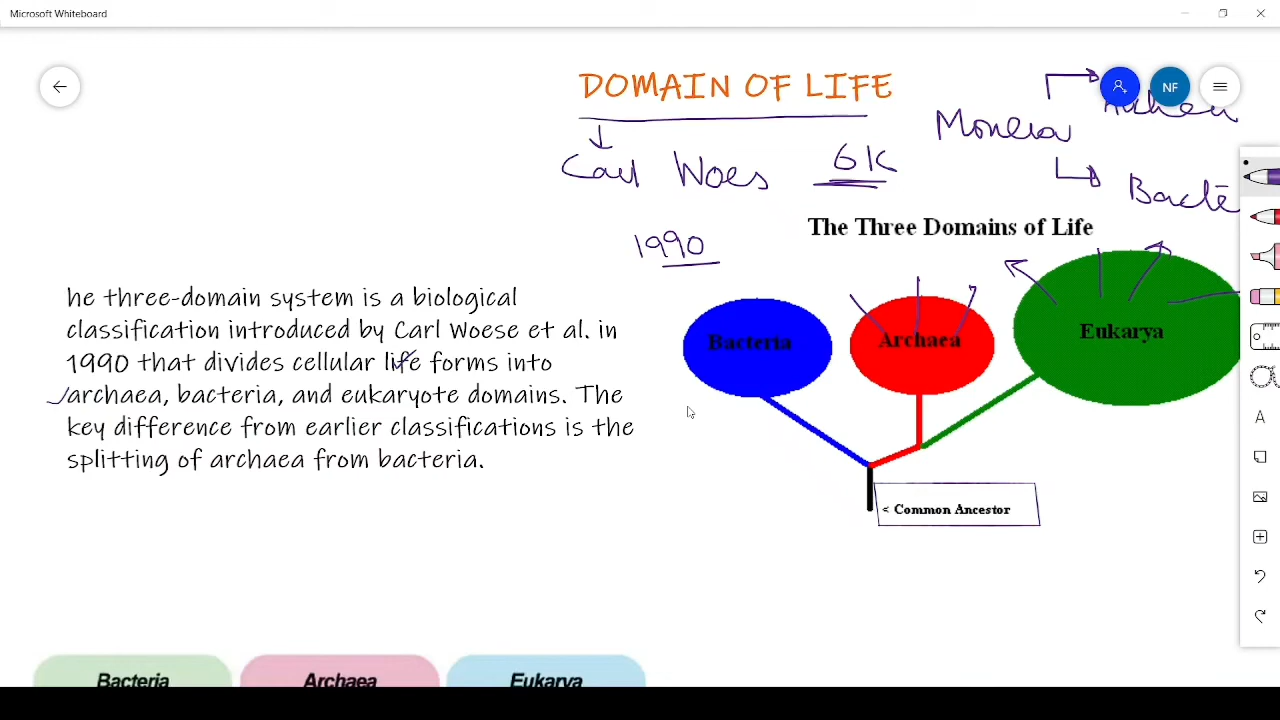 Microsoft Whiteboard
DOMAIN OF LIFE
NF
Monera
Carl Woes 6K
The Three Domains of Life
1990
he three-domain system is a biological
classification introduced by Carl Woese et al. in
1990 that divides cellular life forms into
archaea, bacteria, and eukaryote domains. The
key difference from earlier classifications is the
splitting of archaea from bacteria.
Bacteria
Archaea
Eukarya
< Common Ancestor
A
Bacteria
Archaea
Eukarya